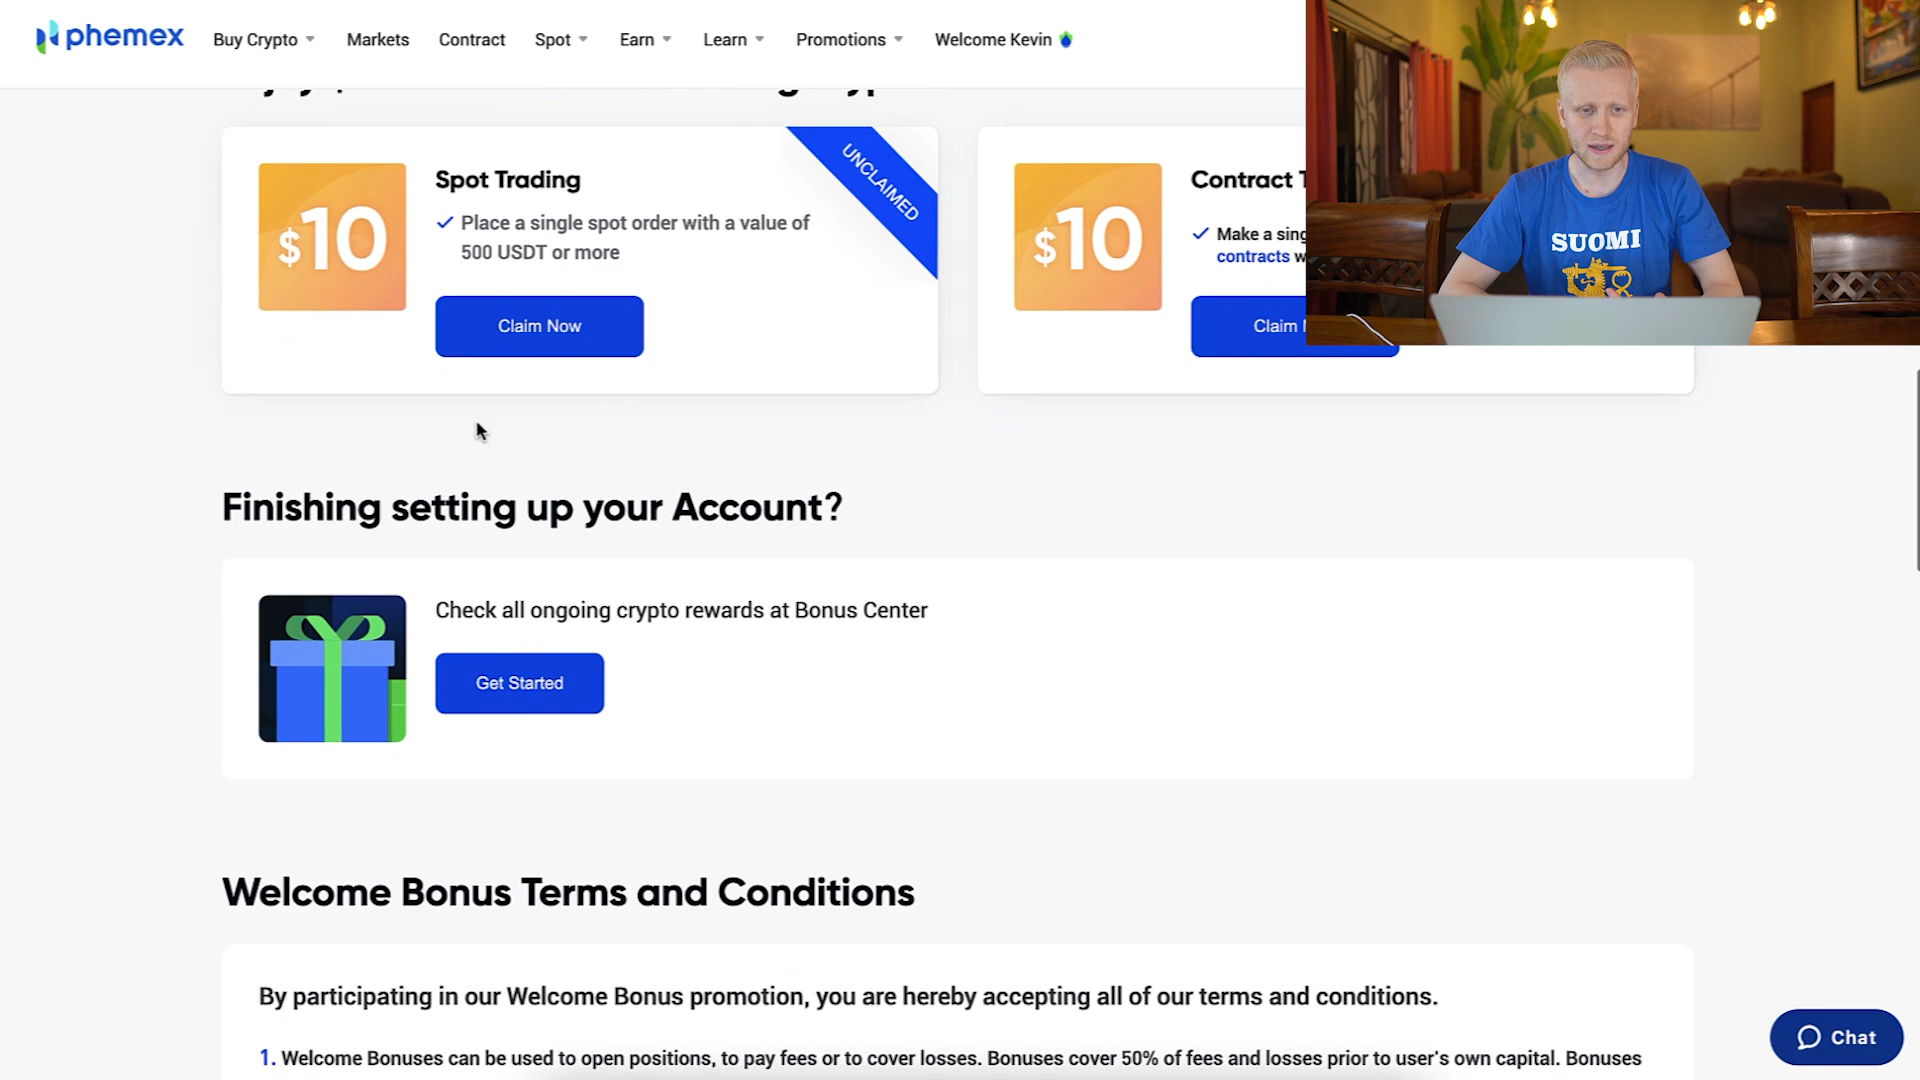 phemex
Buy Crypto
Markets
Contract
Spot
Earn
Learn
Promotions
Welcome Kevin
$10
Spot Trading
UNCLAIMED
Place a single spot order with a value of
500 USDT or more
Claim Now
$10
Contract
Make a
contracts
Claim
SUOMI
Finishing setting up your Account?
Check all ongoing crypto rewards at Bonus Center
Get Started
Welcome Bonus Terms and Conditions
By participating in our Welcome Bonus promotion, you are hereby accepting all of our terms and conditions.
1. Welcome Bonuses can be used to open positions, to pay fees or to cover losses. Bonuses cover 50% of fees and losses prior to user's own capital. Bonuses
Chat